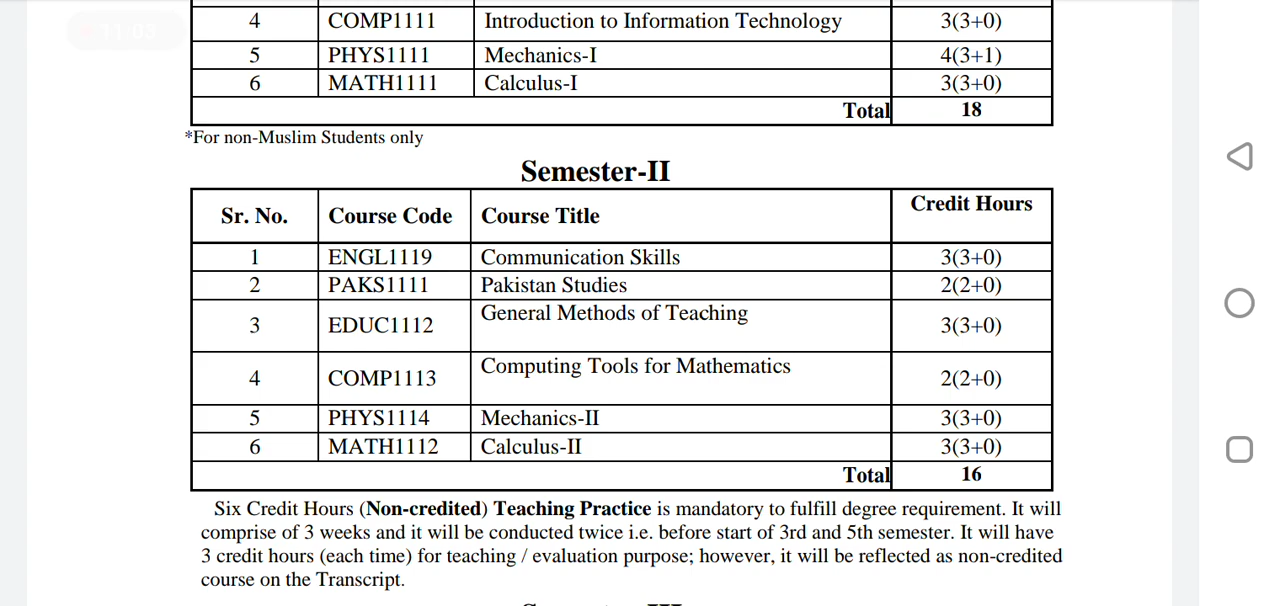 11:03
4 COMP1111 Introduction to Information Technology 3(3+0)
5 PHYS1111 Mechanics-I 4(3+1)
6 MATH1111 Calculus-I 3(3+0)
Total 18
*For non-Muslim Students only
Semester-II
Sr. No. Course Code Course Title Credit Hours
1 ENGL1119 Communication Skills 3(3+0)
2 PAKS1111 Pakistan Studies 2(2+0)
3 EDUC1112 General Methods of Teaching 3(3+0)
4 COMP1113 Computing Tools for Mathematics 2(2+0)
5 PHYS1114 Mechanics-II 3(3+0)
6 MATH1112 Calculus-II 3(3+0)
Total 16
Six Credit Hours (Non-credited) Teaching Practice is mandatory to fulfill degree requirement. It will
comprise of 3 weeks and it will be conducted twice i.e. before start of 3rd and 5th semester. It will have
3 credit hours (each time) for teaching / evaluation purpose; however, it will be reflected as non-credited
course on the Transcript.